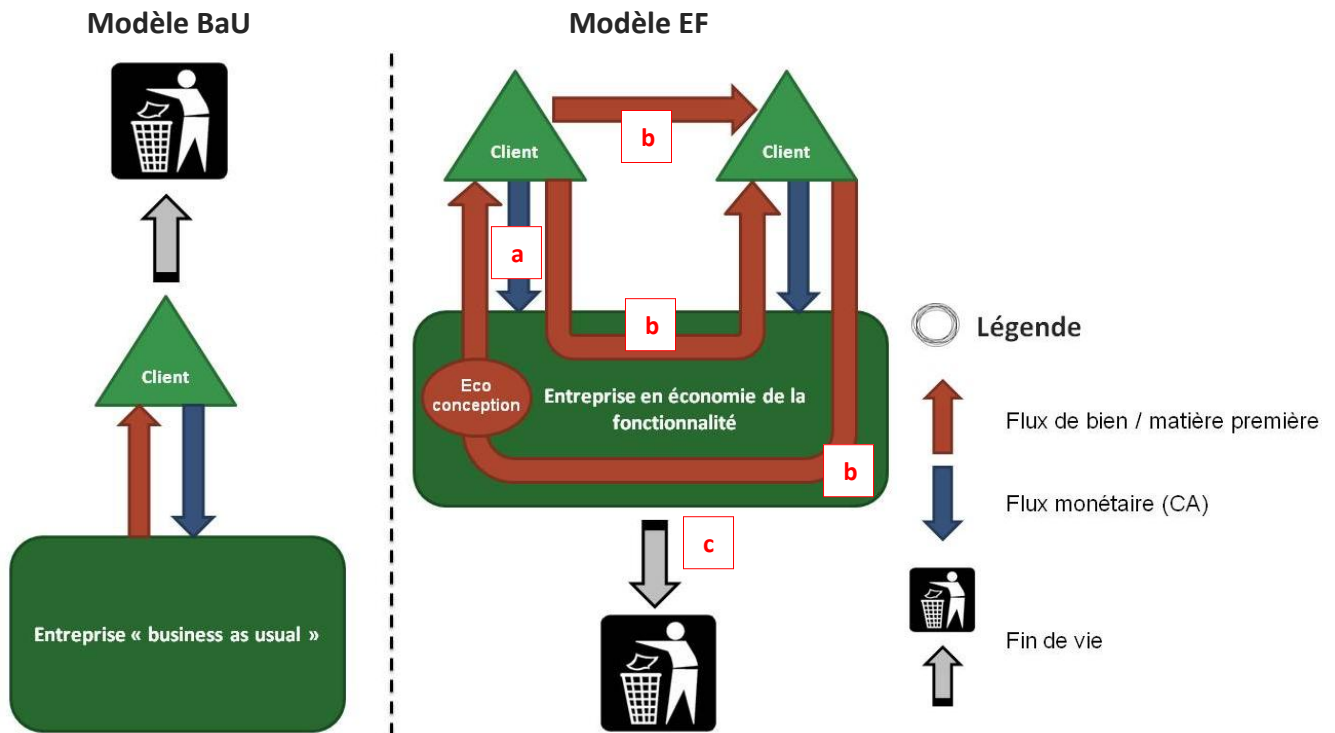 Modèle BaU
Client
Entreprise « business as usual »
Modèle EF
Client
b
Client
a
b
Eco
conception
Entreprise en économie de la
fonctionnalité
b
c
Légende
Flux de bien / matière première
Flux monétaire (CA)
Fin de vie